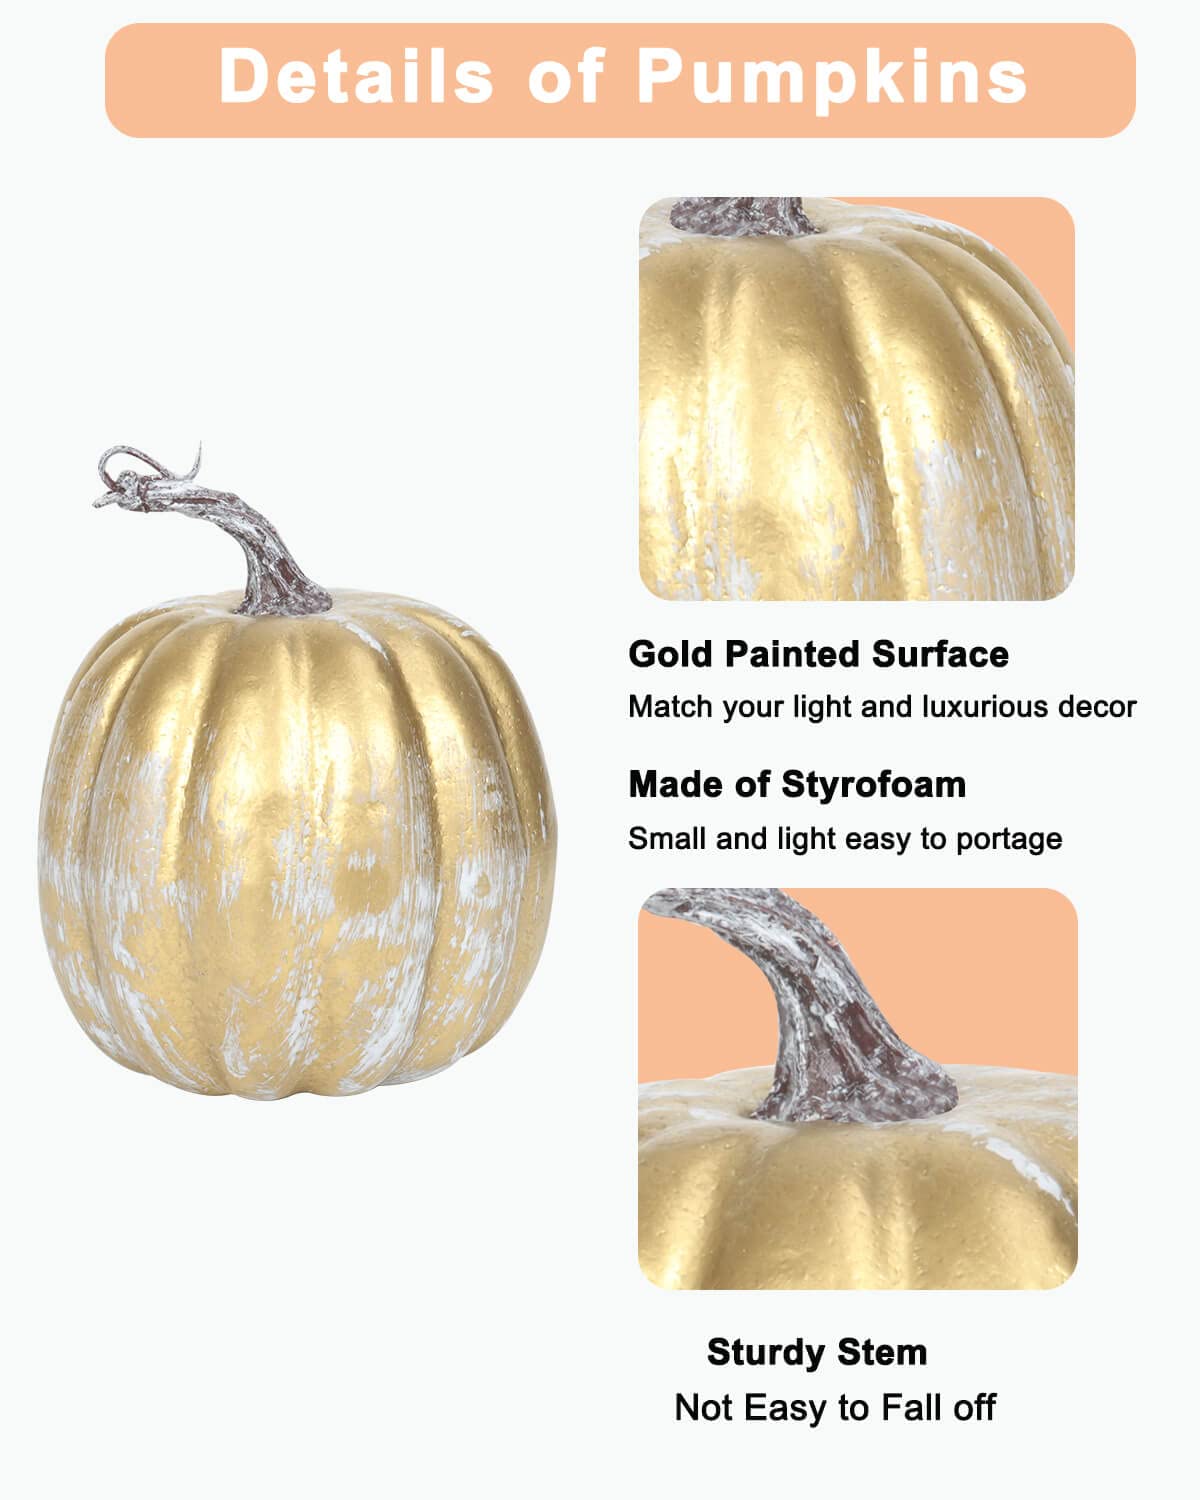 Details of Pumpkins
Gold Painted Surface
Match your light and luxurious decor
Made of Styrofoam
Small and light easy to portage
Sturdy Stem
Not Easy to Fall off